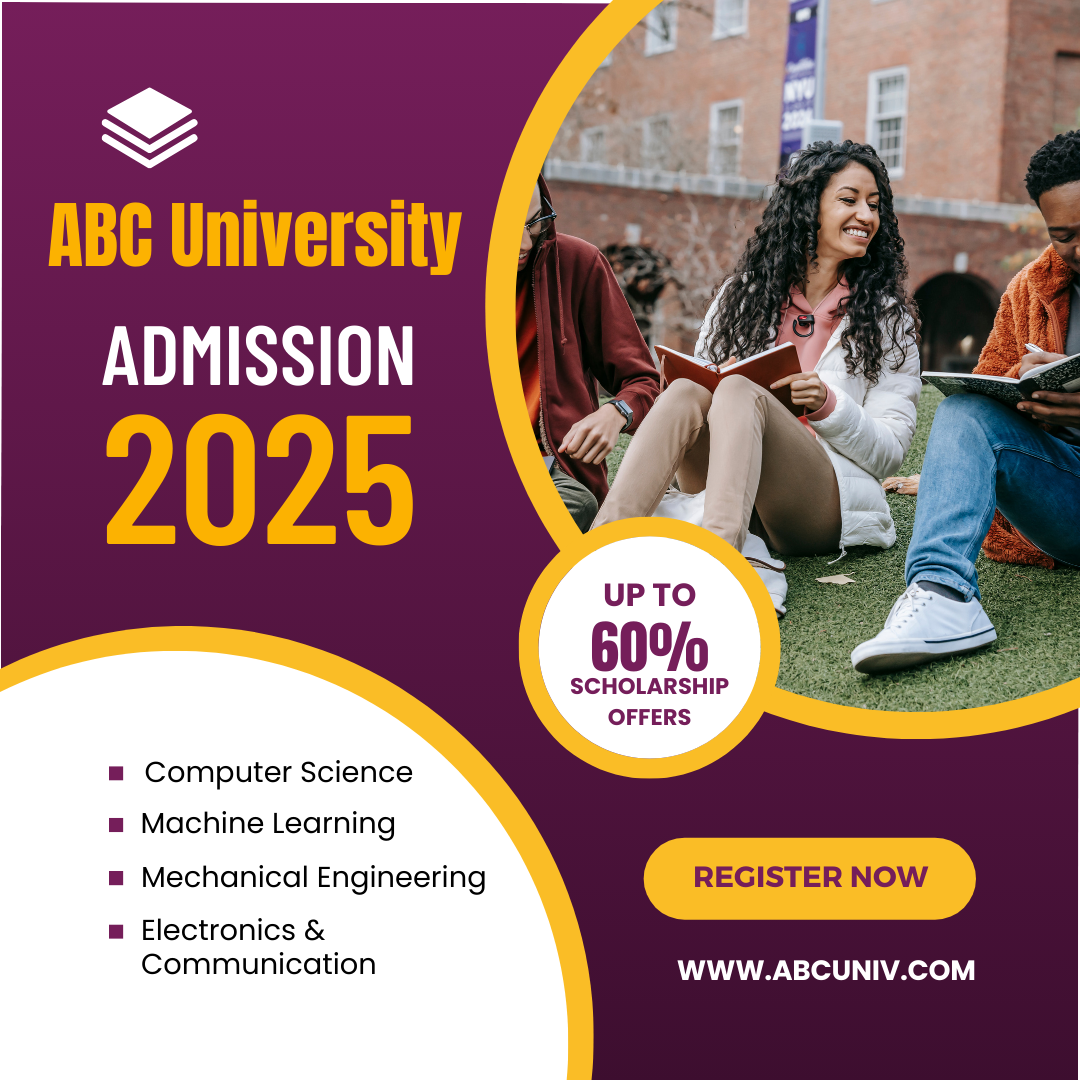 ABC University
ADMISSION
2025
NYU
UP TO
60%
SCHOLARSHIP
OFFERS
Computer Science
Machine Learning
Mechanical Engineering
Electronics &
Communication
REGISTER NOW
WWW.ABCUNIV.COM